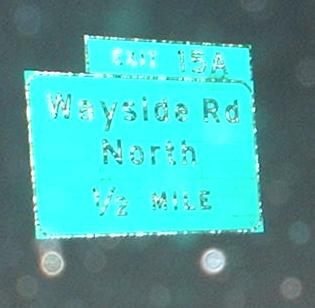 EXIT 15A
Wayside Rd
North
1/2 MILE